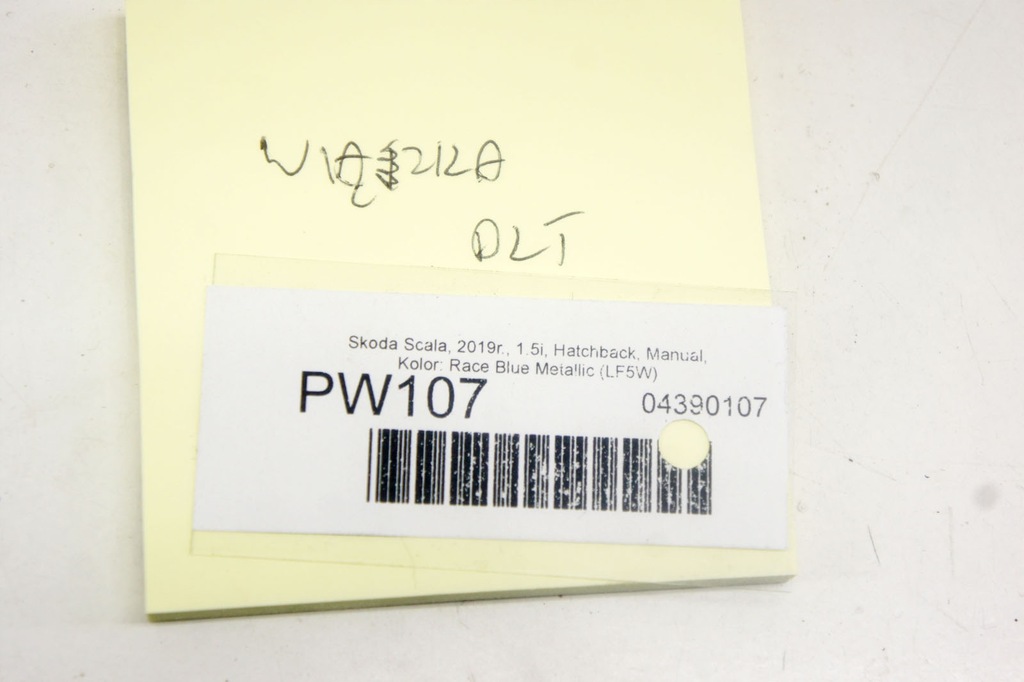 WIĄZKA
DLT
Skoda Scala, 2019r., 1.5i, Hatchback, Manual,
Kolor: Race Blue Metallic (LF5W)
PW107
04390107